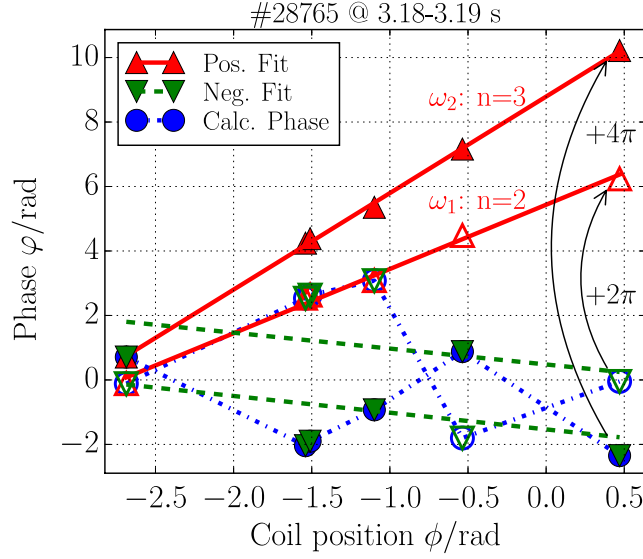 #28765 @ 3.18-3.19 s
Pos. Fit
Neg. Fit
Calc. Phase
ω₂: n=3
ω₁: n=2
+4π
+2π
10
8
6
4
2
0
−2
Phase φ/rad
−2.5 −2.0 −1.5 −1.0 −0.5 0.0 0.5
Coil position ϕ/rad